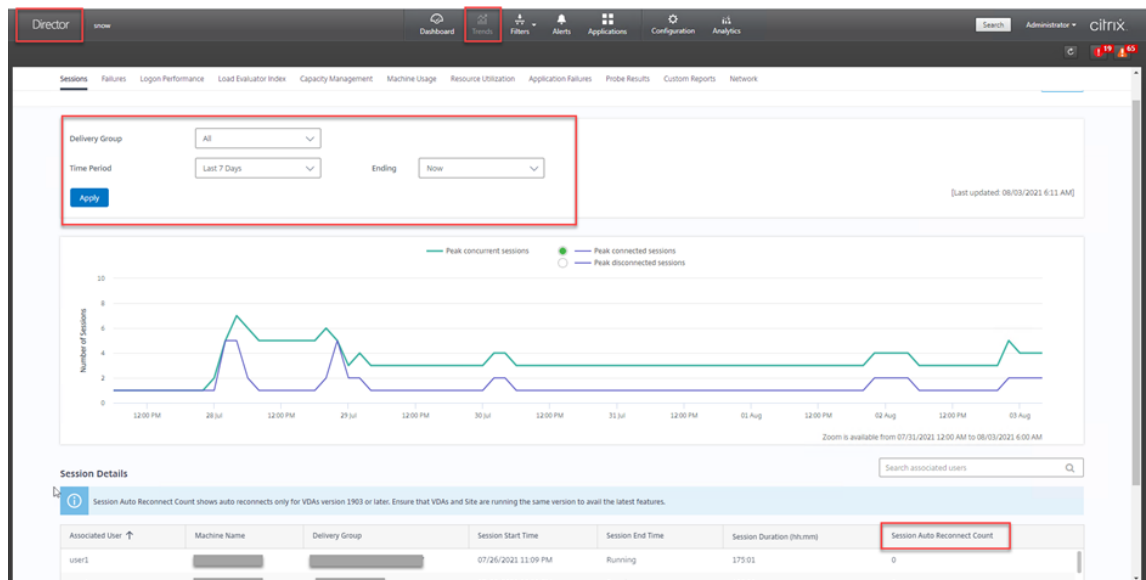 Director snow Dashboard Trends Filters Alerts Applications Configuration Analytics Search Administrator citrix
19 65
Sessions Failures Logon Performance Load Evaluator Index Capacity Management Machine Usage Resource Utilization Application Failures Probe Results Custom Reports Network
Delivery Group All
Time Period Last 7 Days Ending Now
Apply
[Last updated: 08/03/2021 6:11 AM]
Peak concurrent sessions Peak connected sessions
Peak disconnected sessions
10
8
6
4
2
0
Number of Sessions
12:00 PM 28 Jul 12:00 PM 29 Jul 12:00 PM 30 Jul 12:00 PM 31 Jul 12:00 PM 01 Aug 12:00 PM 02 Aug 12:00 PM 03 Aug
Zoom is available from 07/31/2021 12:00 AM to 08/03/2021 6:00 AM
Session Details Search associated users
Session Auto Reconnect Count shows auto reconnects only for VDAs version 1903 or later. Ensure that VDAs and Site are running the same version to avail the latest features.
Associated User Machine Name Delivery Group Session Start Time Session End Time Session Duration (hh.mm) Session Auto Reconnect Count
user1 07/26/2021 11:09 PM Running 175:01 0